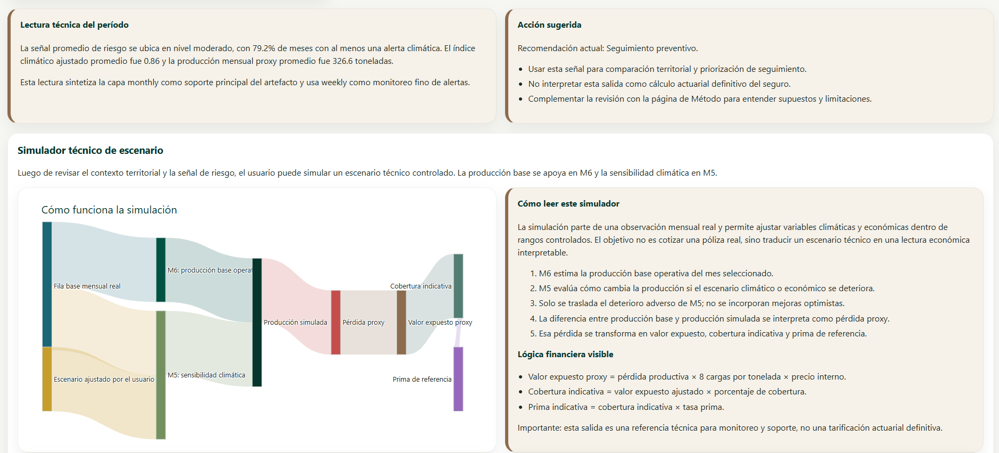 Lectura técnica del período
La señal promedio de riesgo se ubica en nivel moderado, con 79.2% de meses con al menos una alerta climática. El índice
climático ajustado promedio fue 0.86 y la producción mensual proxy promedio fue 326.6 toneladas.
Esta lectura sintetiza la capa monthly como soporte principal del artefacto y usa weekly como monitoreo fino de alertas.
Acción sugerida
Recomendación actual: Seguimiento preventivo.
• Usar esta señal para comparación territorial y priorización de seguimiento.
• No interpretar esta salida como cálculo actuarial definitivo del seguro.
• Complementar la revisión con la página de Método para entender supuestos y limitaciones.
Simulador técnico de escenario
Luego de revisar el contexto territorial y la señal de riesgo, el usuario puede simular un escenario técnico controlado. La producción base se apoya en M6 y la sensibilidad climática en M5.
Cómo funciona la simulación
Fila base mensual real
Escenario ajustado por el usuario
M6: producción base operat
M5: sensibilidad climática
Producción simulada
Pérdida proxy
Valor expuesto proxy
Cobertura indicativa
Prima de referencia
Cómo leer este simulador
La simulación parte de una observación mensual real y permite ajustar variables climáticas y económicas dentro de
rangos controlados. El objetivo no es cotizar una póliza real, sino traducir un escenario técnico en una lectura económica
interpretable.
1. M6 estima la producción base operativa del mes seleccionado.
2. M5 evalúa cómo cambia la producción si el escenario climático o económico se deteriora.
3. Solo se traslada el deterioro adverso de M5; no se incorporan mejoras optimistas.
4. La diferencia entre producción base y producción simulada se interpreta como pérdida proxy.
5. Esa pérdida se transforma en valor expuesto, cobertura indicativa y prima de referencia.
Lógica financiera visible
• Valor expuesto proxy = pérdida productiva × 8 cargas por tonelada × precio interno.
• Cobertura indicativa = valor expuesto ajustado × porcentaje de cobertura.
• Prima indicativa = cobertura indicativa × tasa prima.
Importante: esta salida es una referencia técnica para monitoreo y soporte, no una tarificación actuarial definitiva.